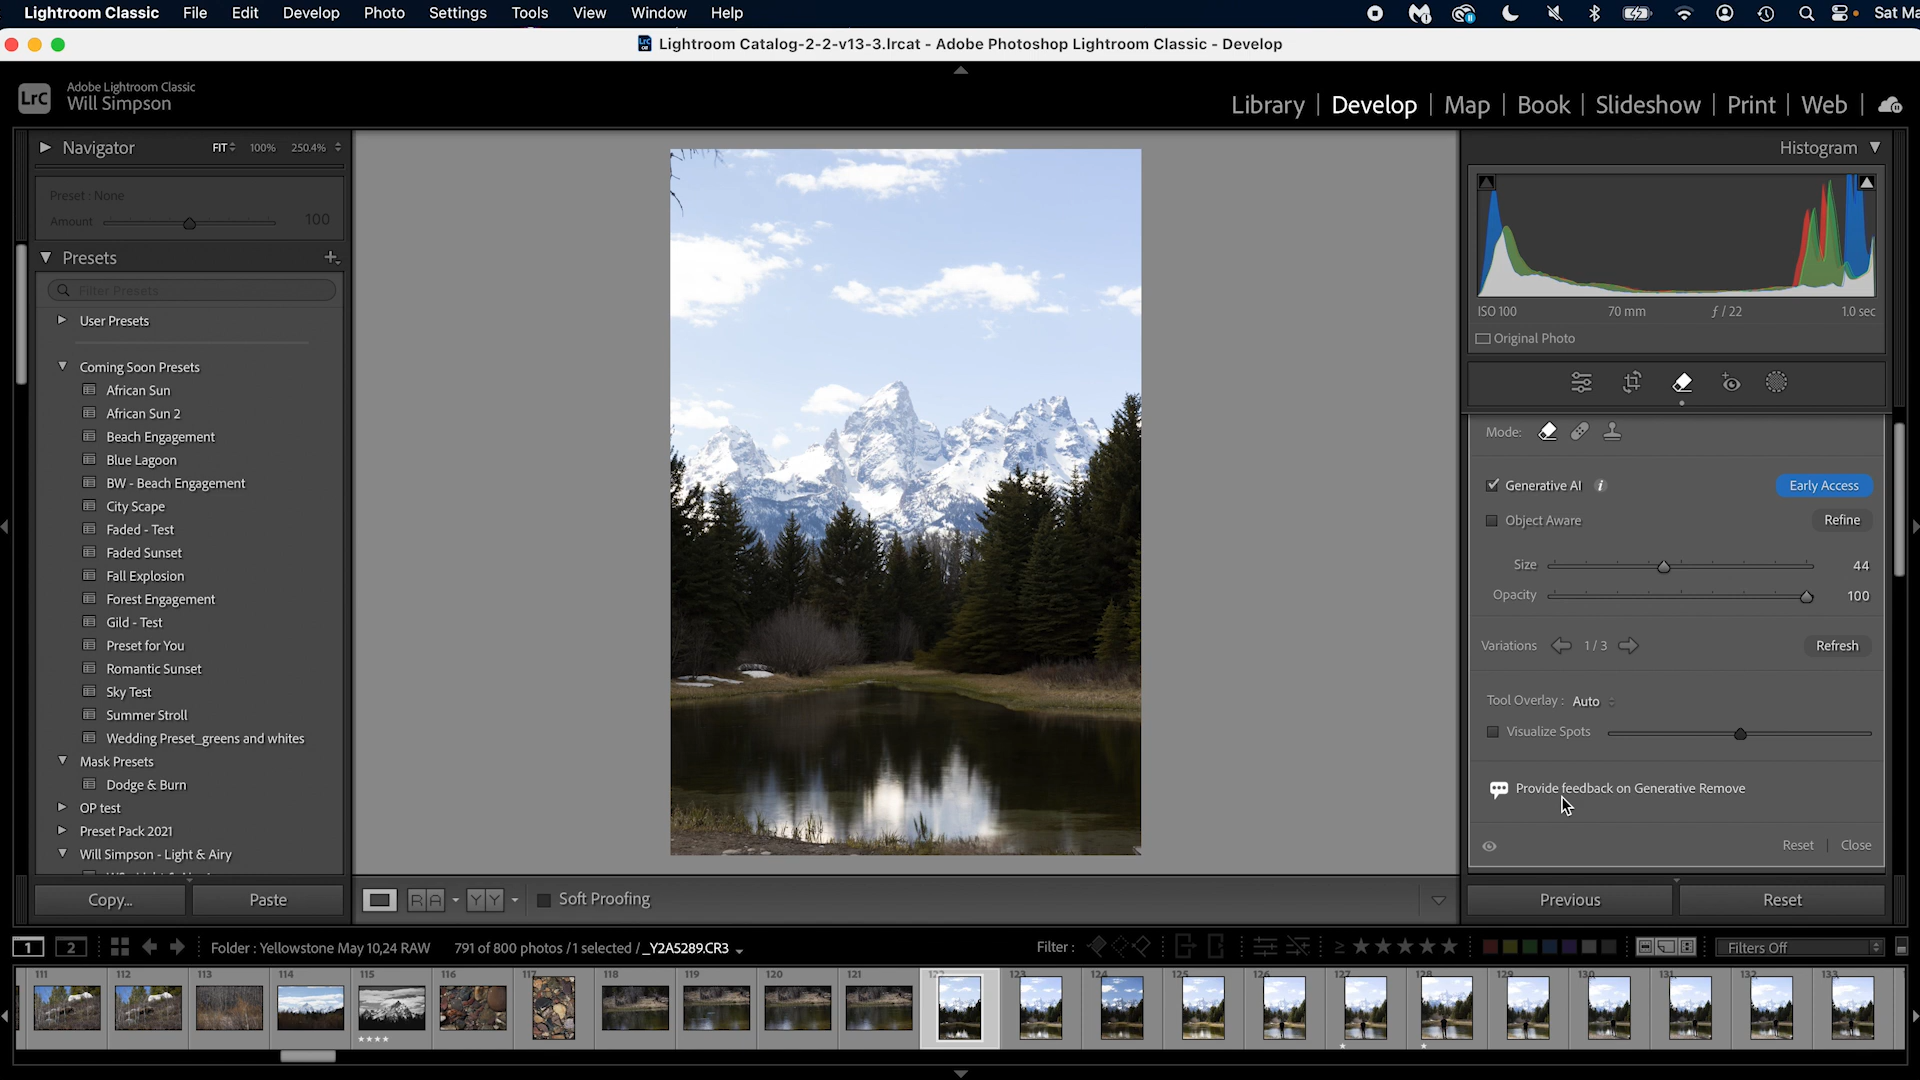 Lightroom Classic File Edit Develop Photo Settings Tools View Window Help Sat Ma
Lightroom Catalog-2-2-v13-3.lrcat - Adobe Photoshop Lightroom Classic - Develop
LrC Adobe Lightroom Classic
Will Simpson
Library | Develop | Map | Book | Slideshow | Print | Web
Navigator FIT 100% 250.4%
Preset : None
Amount 100
Presets
Filter Presets
User Presets
Coming Soon Presets
African Sun
African Sun 2
Beach Engagement
Blue Lagoon
BW - Beach Engagement
City Scape
Faded - Test
Faded Sunset
Fall Explosion
Forest Engagement
Gild - Test
Preset for You
Romantic Sunset
Sky Test
Summer Stroll
Wedding Preset_greens and whites
Mask Presets
Dodge & Burn
OP test
Preset Pack 2021
Will Simpson - Light & Airy
Copy... Paste
Soft Proofing
Histogram
ISO 100 70 mm ƒ / 22 1.0 sec
Original Photo
Mode:
Generative AI Early Access
Object Aware Refine
Size 44
Opacity 100
Variations 1/3 Refresh
Tool Overlay : Auto
Visualize Spots
Provide feedback on Generative Remove
Reset | Close
Previous Reset
1 2 Folder : Yellowstone May10,24 RAW 791 of 800 photos / 1 selected / _Y2A5289.CR3 Filter : Filters Off
111 112 113 114 115 116 117 118 119 120 121 122 123 124 125 126 127 128 129 130 131 132 133